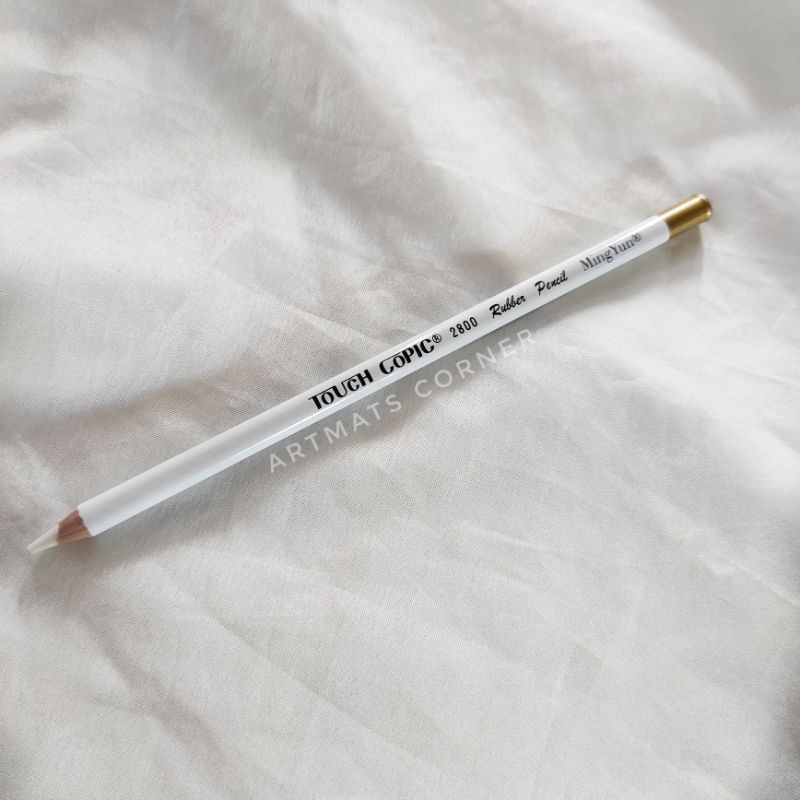 TOUCH COPIC® 2800 Rubber Pencil MingYun®
ARTMATS CORNER